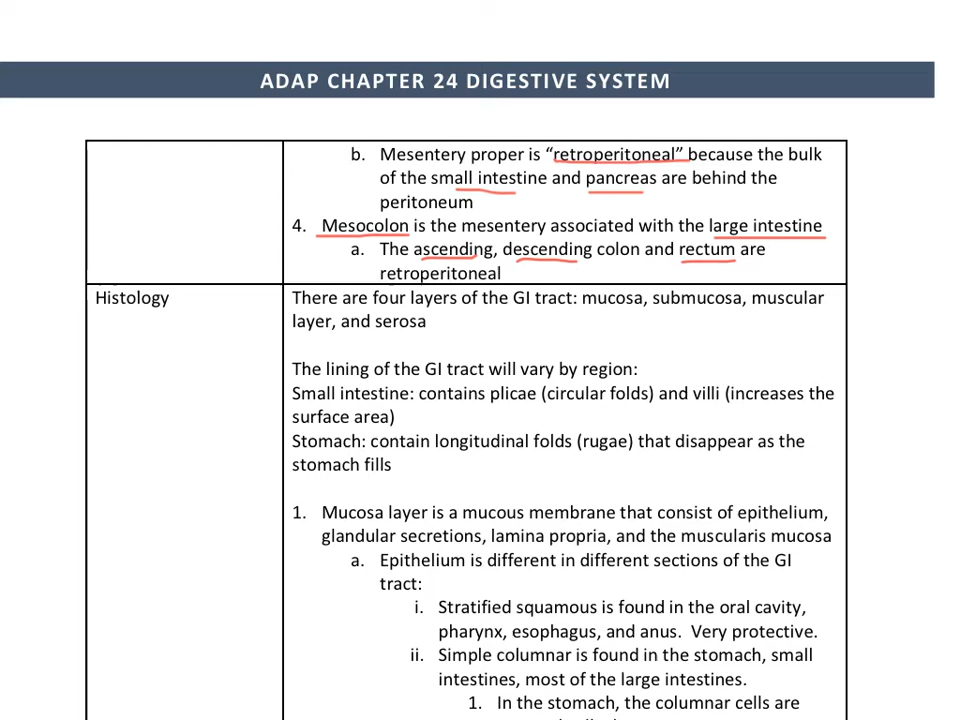 ADAP CHAPTER 24 DIGESTIVE SYSTEM
b. Mesentery proper is “retroperitoneal” because the bulk
of the small intestine and pancreas are behind the
peritoneum
4. Mesocolon is the mesentery associated with the large intestine
a. The ascending, descending colon and rectum are
retroperitoneal
Histology
There are four layers of the GI tract: mucosa, submucosa, muscular
layer, and serosa
The lining of the GI tract will vary by region:
Small intestine: contains plicae (circular folds) and villi (increases the
surface area)
Stomach: contain longitudinal folds (rugae) that disappear as the
stomach fills
1. Mucosa layer is a mucous membrane that consist of epithelium,
glandular secretions, lamina propria, and the muscularis mucosa
a. Epithelium is different in different sections of the GI
tract:
i. Stratified squamous is found in the oral cavity,
pharynx, esophagus, and anus. Very protective.
ii. Simple columnar is found in the stomach, small
intestines, most of the large intestines.
1. In the stomach, the columnar cells are